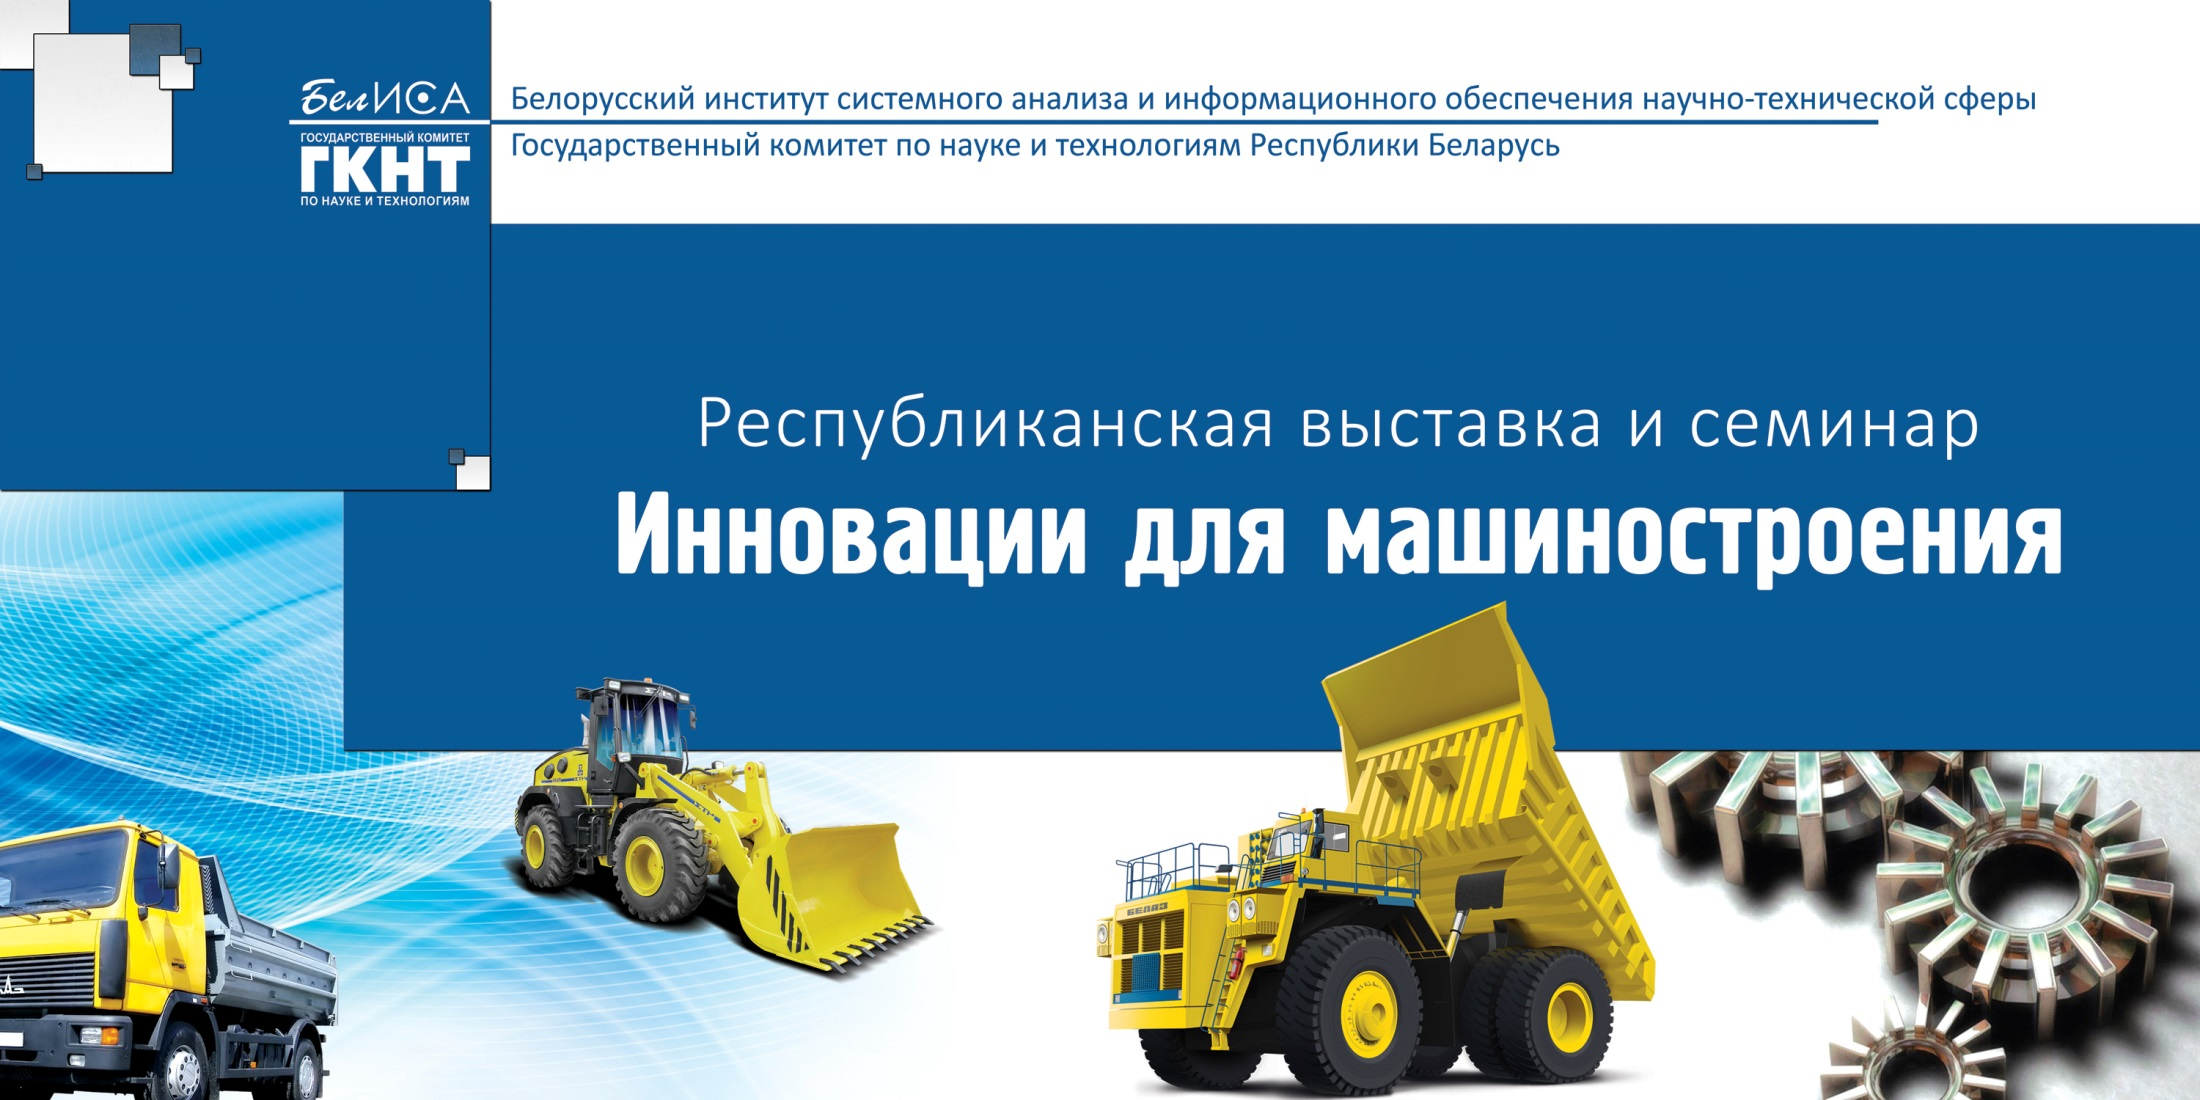 БелИСА
ГОСУДАРСТВЕННЫЙ КОМИТЕТ
ГКНТ
ПО НАУКЕ И ТЕХНОЛОГИЯМ
Белорусский институт системного анализа и информационного обеспечения научно-технической сферы
Государственный комитет по науке и технологиям Республики Беларусь
Республиканская выставка и семинар
Инновации для машиностроения
БЕЛАЗ